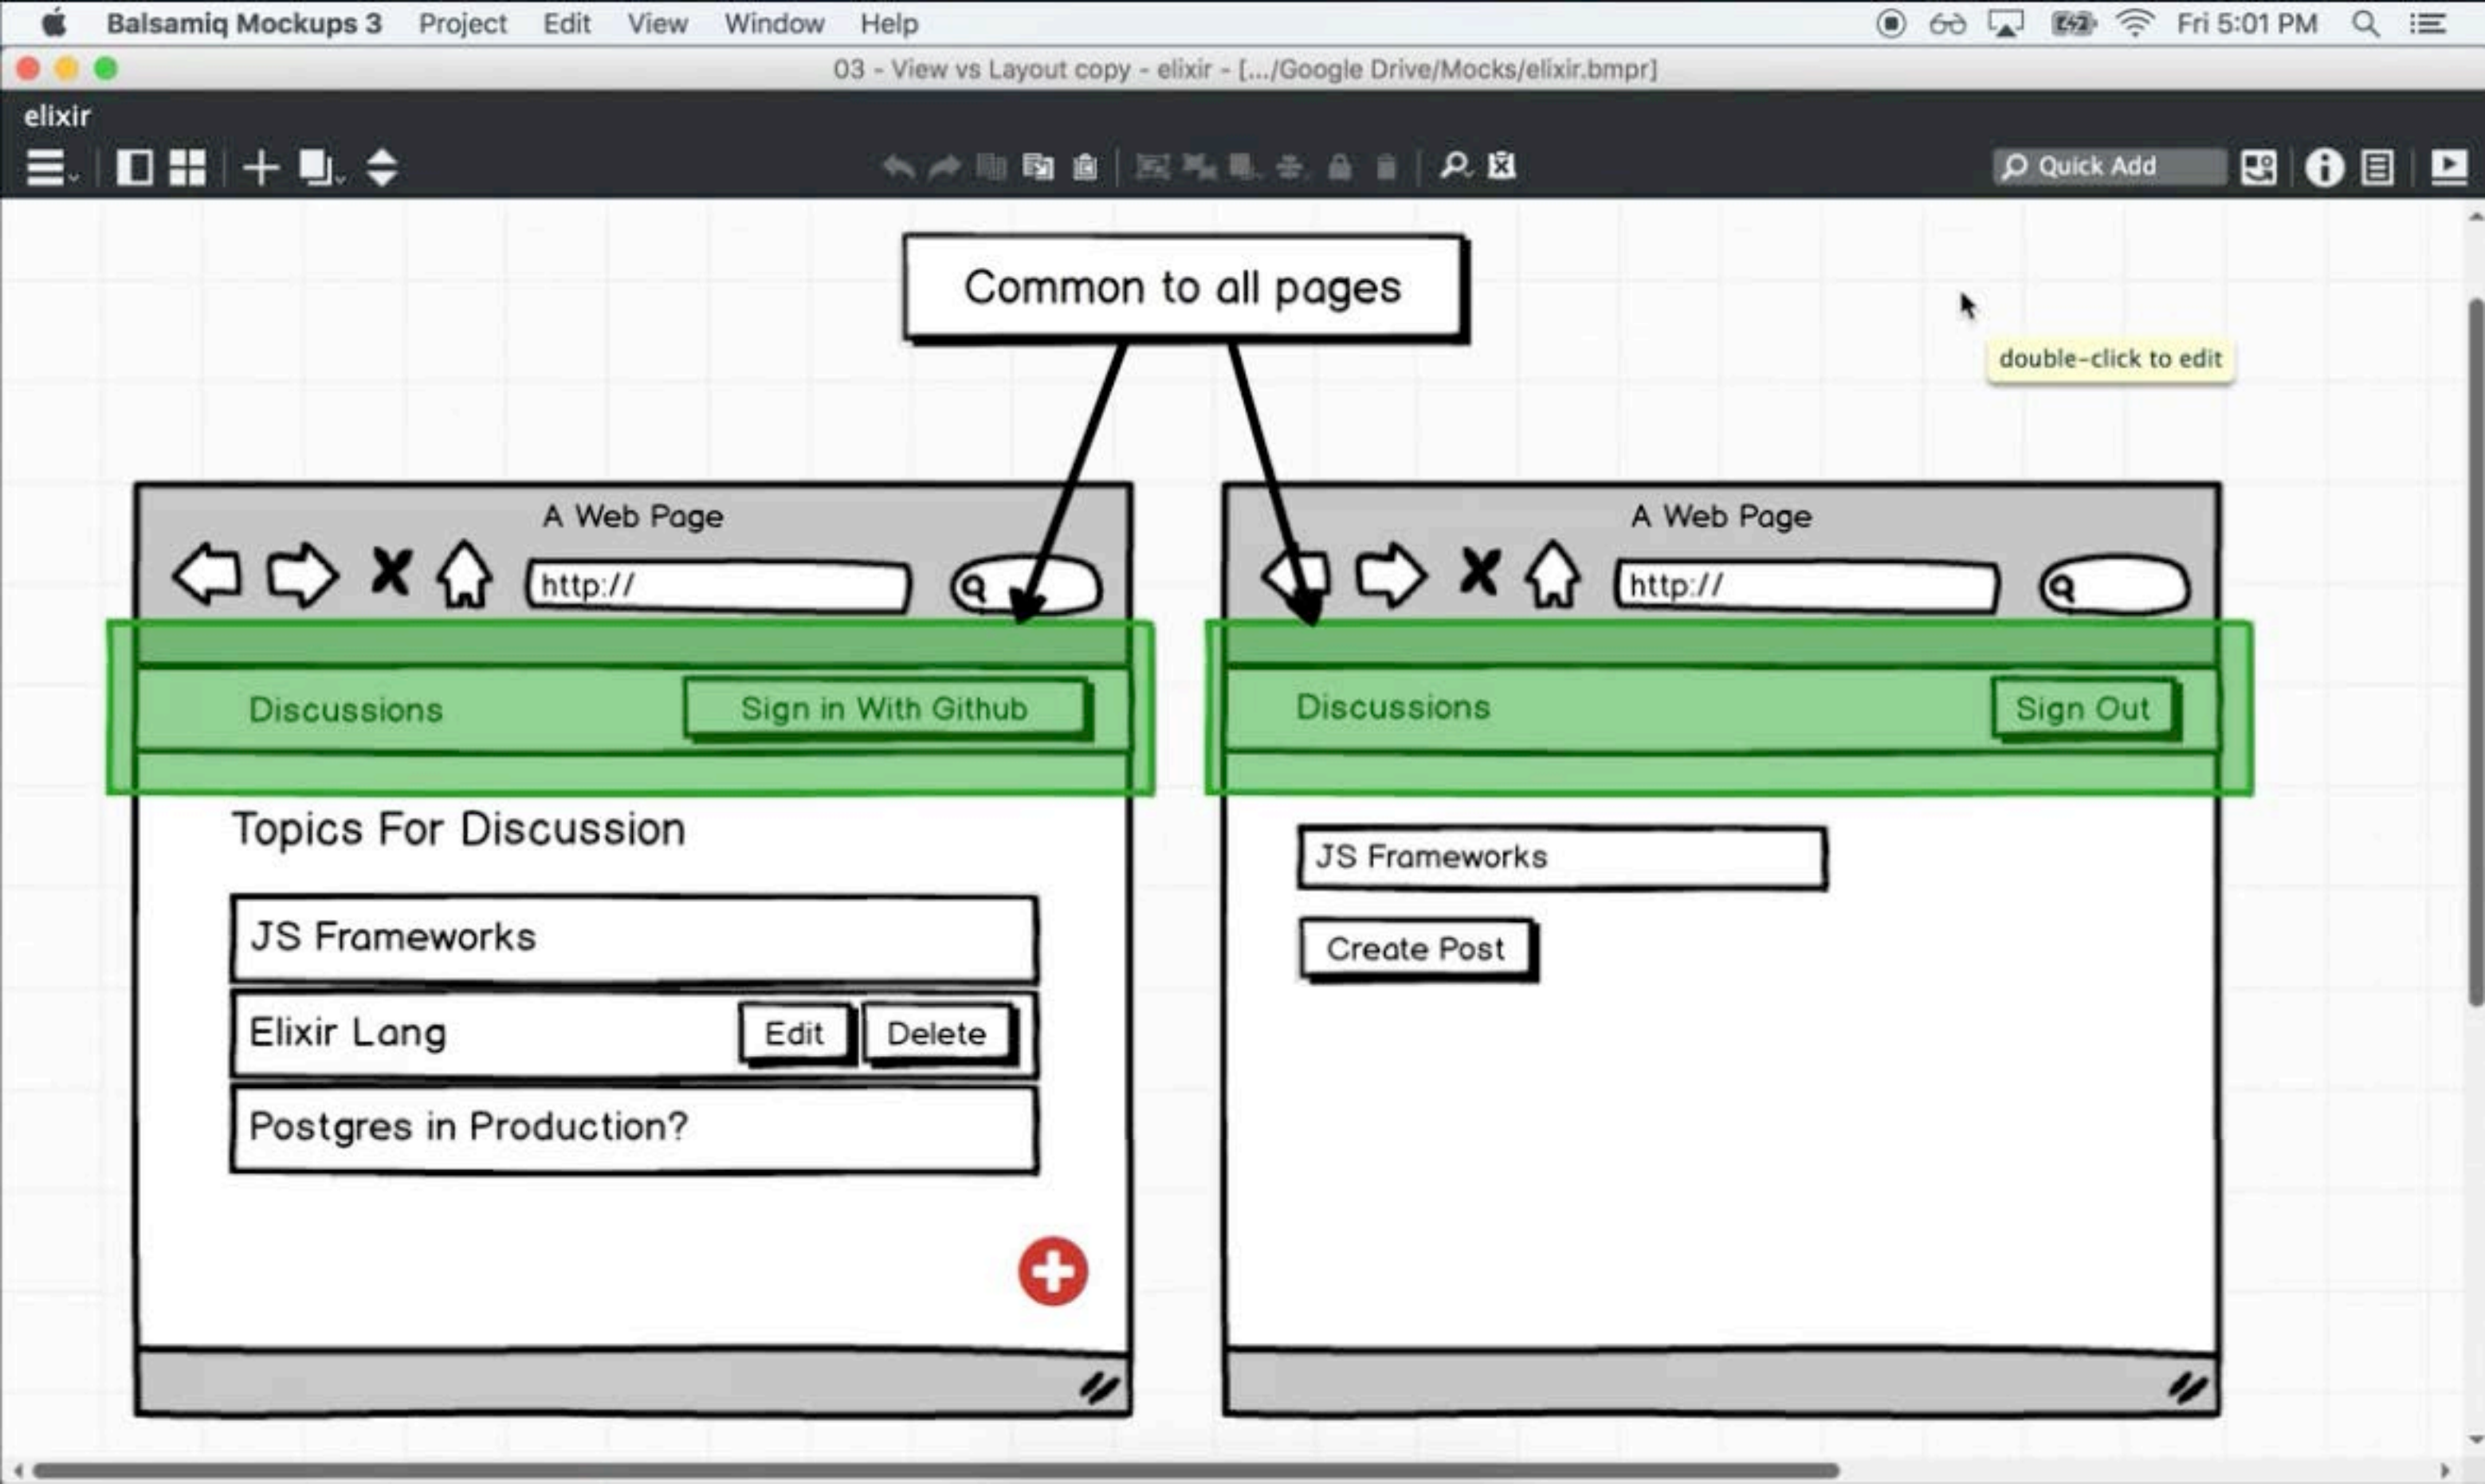 Balsamiq Mockups 3 Project Edit View Window Help Fri 5:01 PM
03 - View vs Layout copy - elixir - [.../Google Drive/Mocks/elixir.bmpr]
elixir
Quick Add
Common to all pages
double-click to edit
A Web Page
http://
Discussions Sign in With Github
Topics For Discussion
JS Frameworks
Elixir Lang Edit Delete
Postgres in Production?
A Web Page
http://
Discussions Sign Out
JS Frameworks
Create Post